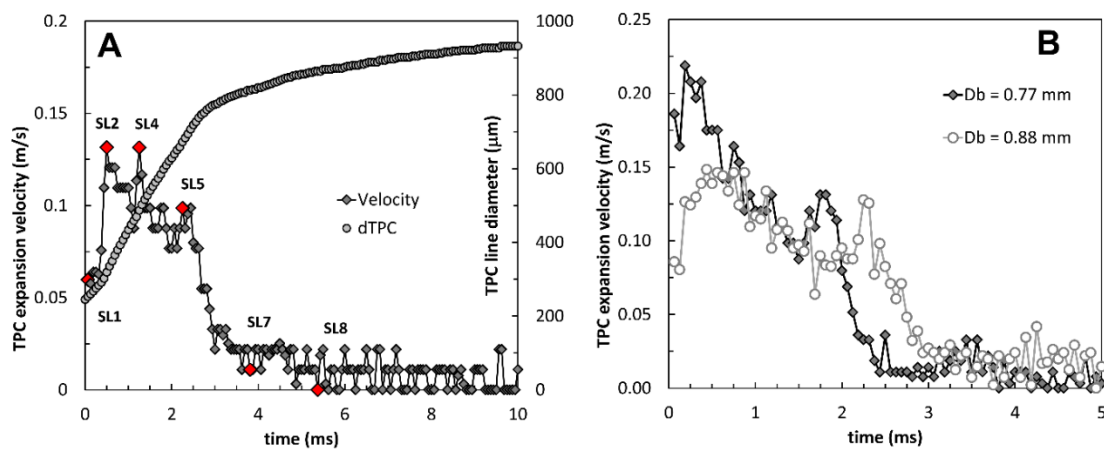 A
0.2
0.15
0.1
0.05
0
TPC expansion velocity (m/s)
1000
800
600
400
200
0
TPC line diameter (μm)
SL2
SL4
SL5
SL1
SL7
SL8
Velocity
dTPC
0
2
4
6
8
10
time (ms)
B
0.25
0.20
0.15
0.10
0.05
0.00
TPC expansion velocity (m/s)
Db = 0.77 mm
Db = 0.88 mm
0
1
2
3
4
5
time (ms)